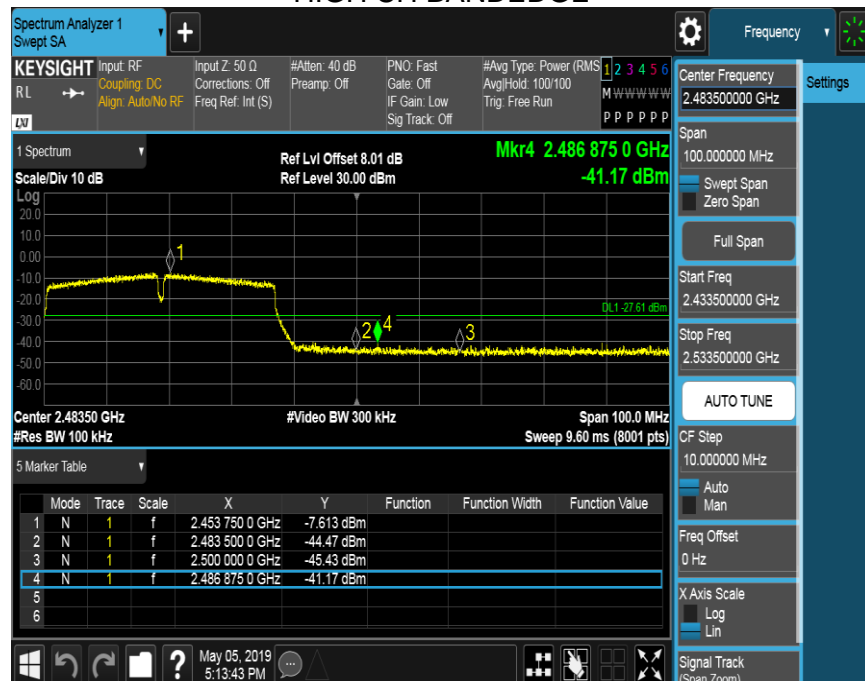 Spectrum Analyzer 1
Swept SA
+
Frequency
KEYSIGHT
RL
LXI
Input: RF
Coupling: DC
Align: Auto/No RF
Input Z: 50 Ω
Corrections: Off
Freq Ref: Int (S)
#Atten: 40 dB
Preamp: Off
PNO: Fast
Gate: Off
IF Gain: Low
Sig Track: Off
#Avg Type: Power (RMS
Avg|Hold: 100/100
Trig: Free Run
1 2 3 4 5 6
M W W W W W
P P P P P P
1 Spectrum
Scale/Div 10 dB
Ref Lvl Offset 8.01 dB
Ref Level 30.00 dBm
Mkr4 2.486 875 0 GHz
-41.17 dBm
Log
20.0
10.0
0.00
-10.0
-20.0
-30.0
-40.0
-50.0
-60.0
1
2
4
3
DL1 -27.61 dBm
Center 2.48350 GHz
#Res BW 100 kHz
#Video BW 300 kHz
Span 100.0 MHz
Sweep 9.60 ms (8001 pts)
5 Marker Table
Mode Trace Scale X Y Function Function Width Function Value
1 N 1 f 2.453 750 0 GHz -7.613 dBm
2 N 1 f 2.483 500 0 GHz -44.47 dBm
3 N 1 f 2.500 000 0 GHz -45.43 dBm
4 N 1 f 2.486 875 0 GHz -41.17 dBm
5
6
?
May 05, 2019
5:13:43 PM
Center Frequency
2.483500000 GHz
Settings
Span
100.000000 MHz
Swept Span
Zero Span
Full Span
Start Freq
2.433500000 GHz
Stop Freq
2.533500000 GHz
AUTO TUNE
CF Step
10.000000 MHz
Auto
Man
Freq Offset
0 Hz
X Axis Scale
Log
Lin
Signal Track
(Span Zoom)